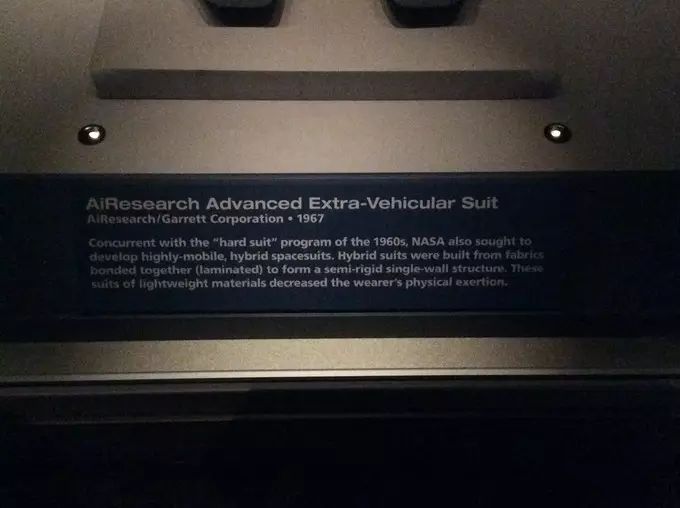 AiResearch Advanced Extra-Vehicular Suit
AiResearch/Garrett Corporation • 1967
Concurrent with the "hard suit" program of the 1960s, NASA also sought to
develop highly-mobile, hybrid spacesuits. Hybrid suits were built from fabrics
bonded together (laminated) to form a semi-rigid single-wall structure. These
suits of lightweight materials decreased the wearer's physical exertion.